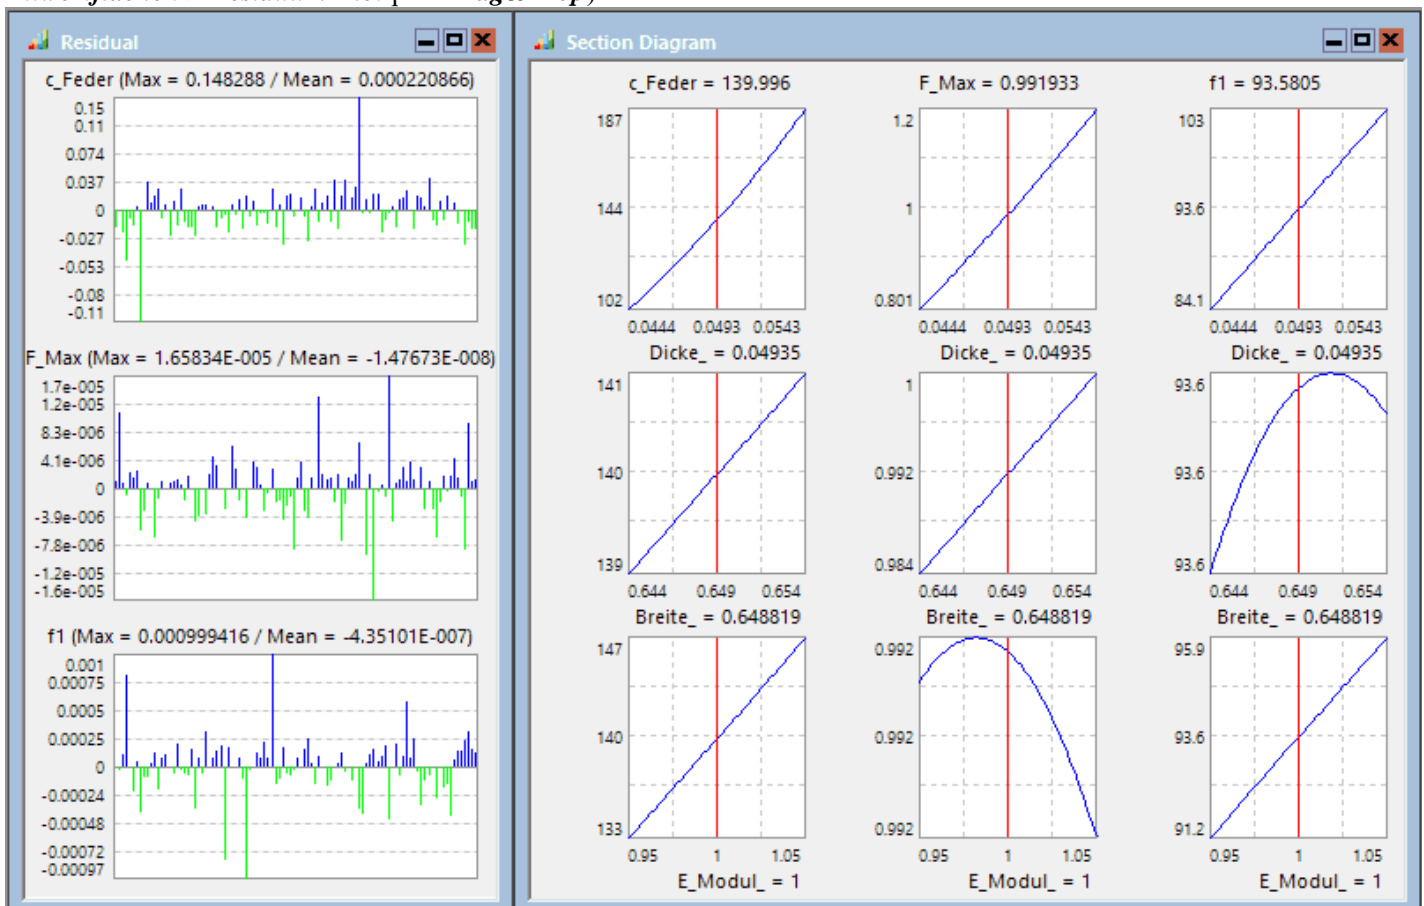 Residual
c_Feder (Max = 0.148288 / Mean = 0.000220866)
0.15
0.11
0.074
0.037
0
-0.027
-0.053
-0.08
-0.11
F_Max (Max = 1.65834E-005 / Mean = -1.47673E-008)
1.7e-005
1.2e-005
8.3e-006
4.1e-006
0
-3.9e-006
-7.8e-006
-1.2e-005
-1.6e-005
f1 (Max = 0.000999416 / Mean = -4.35101E-007)
0.001
0.00075
0.0005
0.00025
0
-0.00024
-0.00048
-0.00072
-0.00097
Section Diagram
c_Feder = 139.996
187
144
102
0.0444 0.0493 0.0543
Dicke_ = 0.04935
F_Max = 0.991933
1.2
1
0.801
0.0444 0.0493 0.0543
Dicke_ = 0.04935
f1 = 93.5805
103
93.6
84.1
0.0444 0.0493 0.0543
Dicke_ = 0.04935
141
140
139
0.644 0.649 0.654
Breite_ = 0.648819
1
0.992
0.984
0.644 0.649 0.654
Breite_ = 0.648819
93.6
93.6
93.6
0.644 0.649 0.654
Breite_ = 0.648819
147
140
133
0.95 1 1.05
E_Modul_ = 1
0.992
0.992
0.992
0.95 1 1.05
E_Modul_ = 1
95.9
93.6
91.2
0.95 1 1.05
E_Modul_ = 1